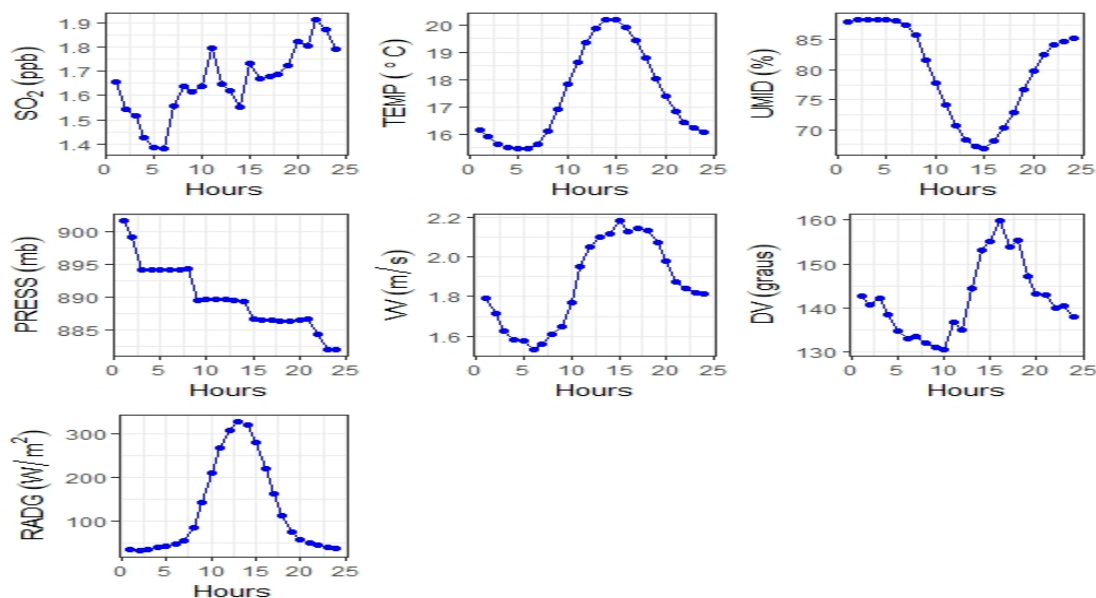 SO₂ (ppb)
1.9
1.8
1.7
1.6
1.5
1.4
0 5 10 15 20 25
Hours
TEMP ( ° C)
20
19
18
17
16
0 5 10 15 20 25
Hours
UMID (%)
85
80
75
70
0 5 10 15 20 25
Hours
PRESS (mb)
900
895
890
885
0 5 10 15 20 25
Hours
VV (m/s)
2.2
2.0
1.8
1.6
0 5 10 15 20 25
Hours
DV (graus)
160
150
140
130
0 5 10 15 20 25
Hours
RADG (W/m²)
300
200
100
0 5 10 15 20 25
Hours